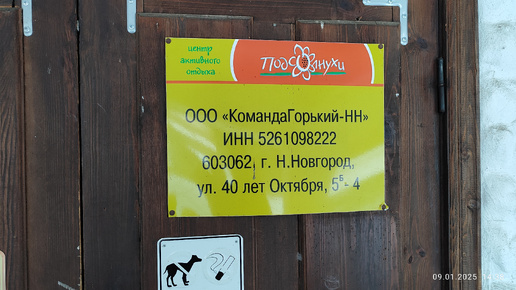 центр
активного
отдыха
Подсолнухи
ООО «КомандаГорький-НН»
ИНН 5261098222
603062, г. Н.Новгород,
ул. 40 лет Октября, 5Б - 4
09.01.2025